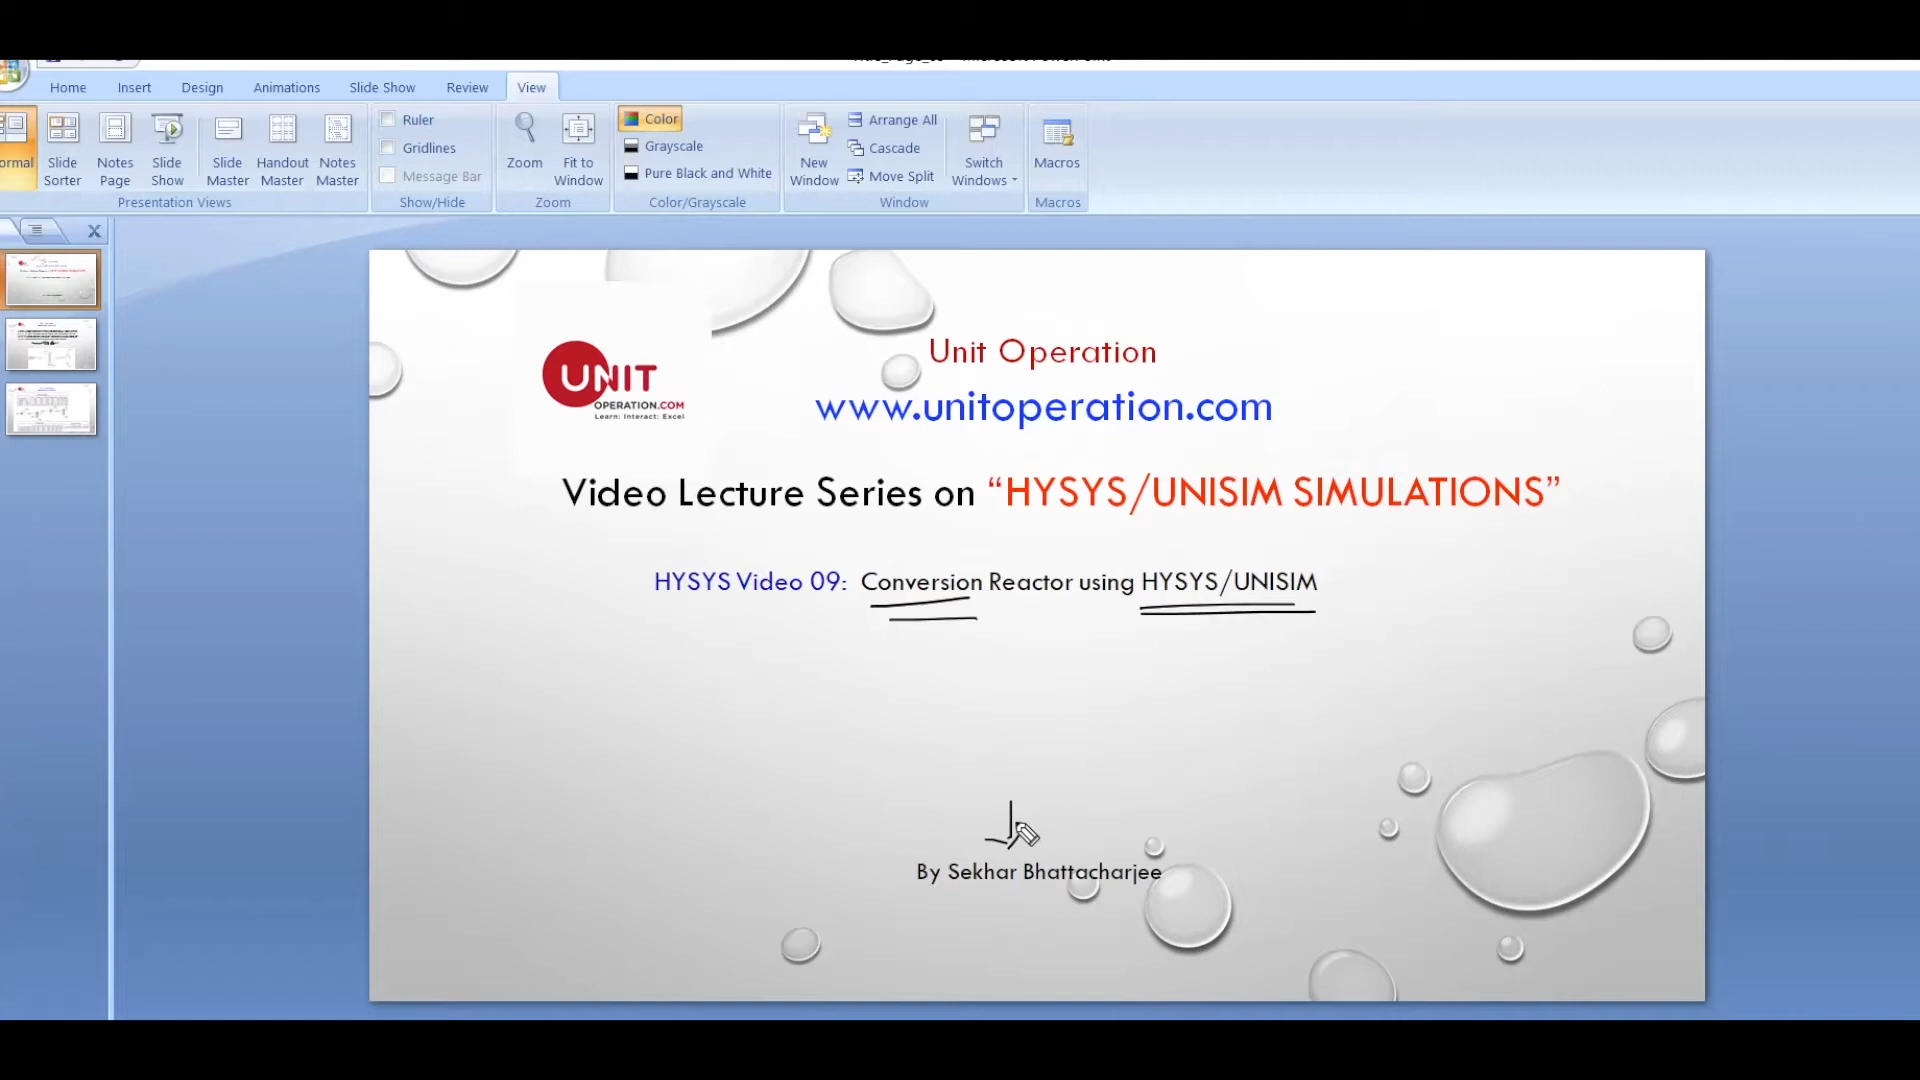 Home Insert Design Animations Slide Show Review View
Slide Sorter
Notes Page
Slide Show
Slide Master
Handout Master
Notes Master
Presentation Views
Ruler
Gridlines
Message Bar
Show/Hide
Zoom
Fit to Window
Zoom
Color
Grayscale
Pure Black and White
Color/Grayscale
New Window
Arrange All
Cascade
Move Split
Switch Windows
Window
Macros
Macros
UNIT
OPERATION.COM
Learn: Interact: Excel
Unit Operation
www.unitoperation.com
Video Lecture Series on “HYSYS/UNISIM SIMULATIONS”
HYSYS Video 09: Conversion Reactor using HYSYS/UNISIM
By Sekhar Bhattacharjee